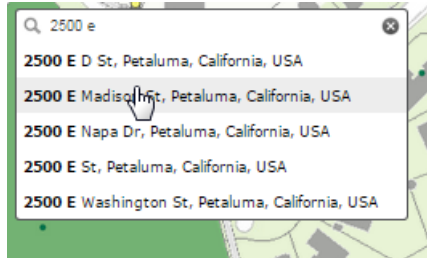 2500 e
2500 E D St, Petaluma, California, USA
2500 E Madison St, Petaluma, California, USA
2500 E Napa Dr, Petaluma, California, USA
2500 E St, Petaluma, California, USA
2500 E Washington St, Petaluma, California, USA